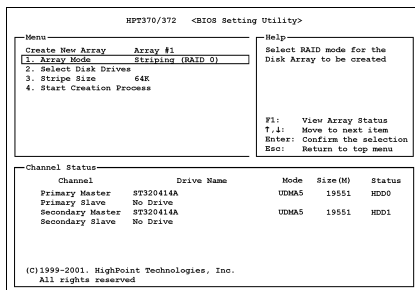 HPT370/372 <BIOS Setting Utility>
Menu
Create New Array Array #1
1. Array Mode Striping (RAID 0)
2. Select Disk Drives
3. Stripe Size 64K
4. Start Creation Process
Help
Select RAID mode for the
Disk Array to be created
F1: View Array Status
↑,↓: Move to next item
Enter: Confirm the selection
Esc: Return to top menu
Channel Status
Channel Drive Name Mode Size(M) Status
Primary Master ST320414A UDMA5 19551 HDD0
Primary Slave No Drive
Secondary Master ST320414A UDMA5 19551 HDD1
Secondary Slave No Drive
(C)1999-2001. HighPoint Technologies, Inc.
All rights reserved